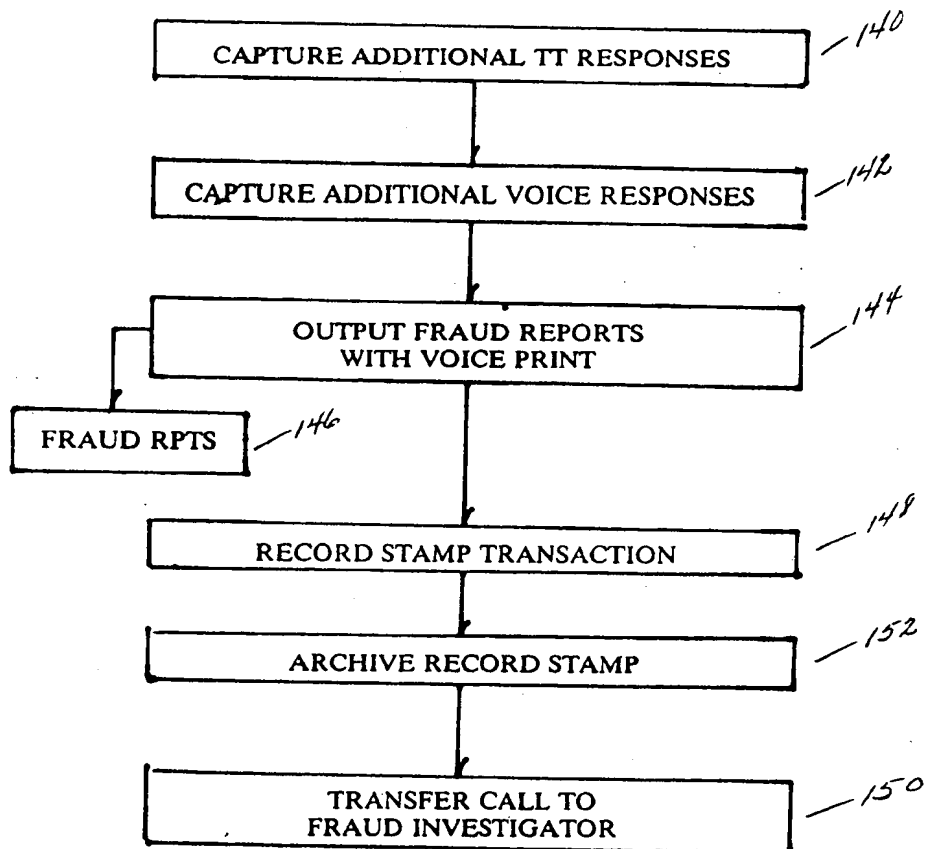 CAPTURE ADDITIONAL TT RESPONSES
140
CAPTURE ADDITIONAL VOICE RESPONSES
142
OUTPUT FRAUD REPORTS
WITH VOICE PRINT
144
FRAUD RPTS
146
RECORD STAMP TRANSACTION
148
ARCHIVE RECORD STAMP
152
TRANSFER CALL TO
FRAUD INVESTIGATOR
150